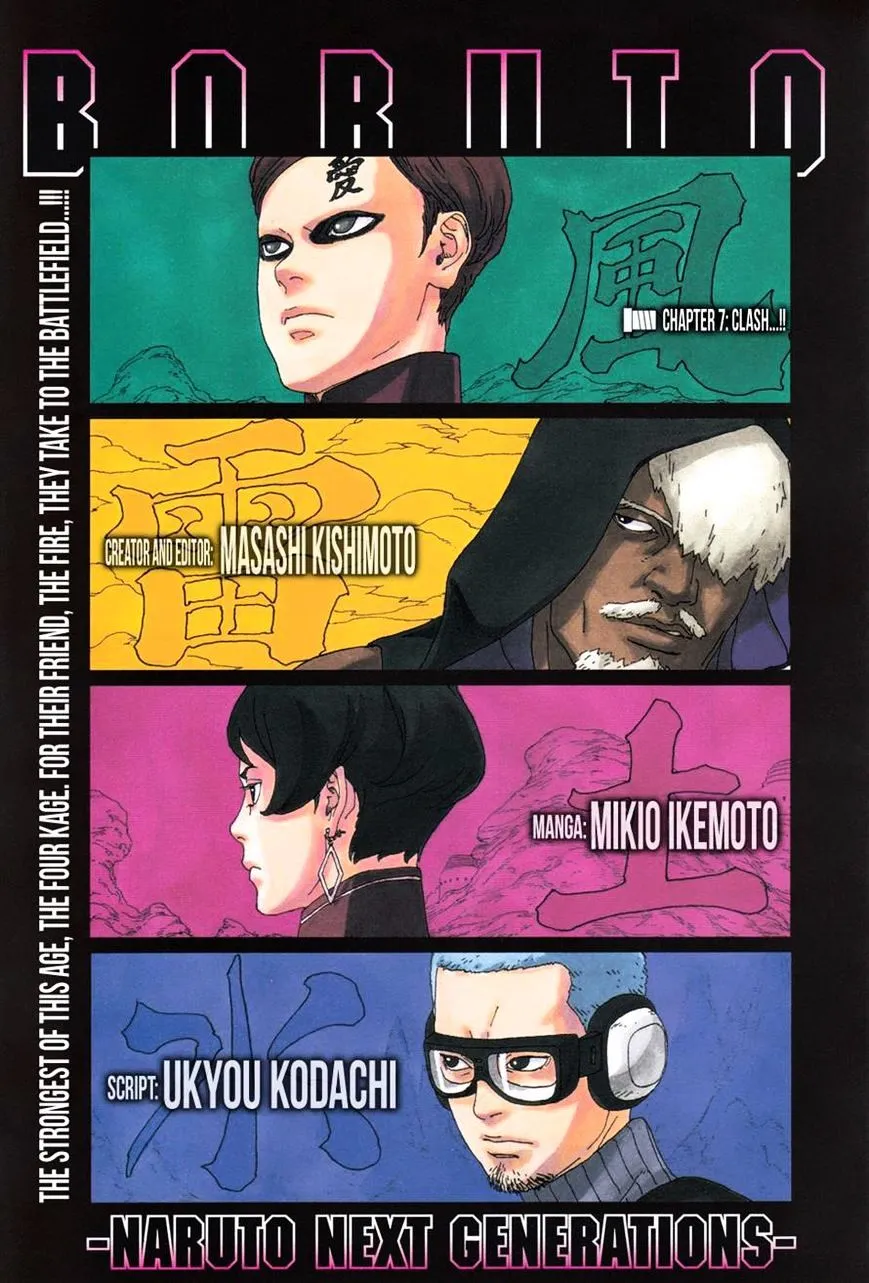 BORUTO
THE STRONGEST OF THIS AGE, THE FOUR KAGE. FOR THEIR FRIEND, THE FIRE, THEY TAKE TO THE BATTLEFIELD...!!!
愛
風
CHAPTER 7: CLASH...!!
雷
CREATOR AND EDITOR: MASASHI KISHIMOTO
土
MANGA: MIKIO IKEMOTO
水
SCRIPT: UKYOU KODACHI
-NARUTO NEXT GENERATIONS-